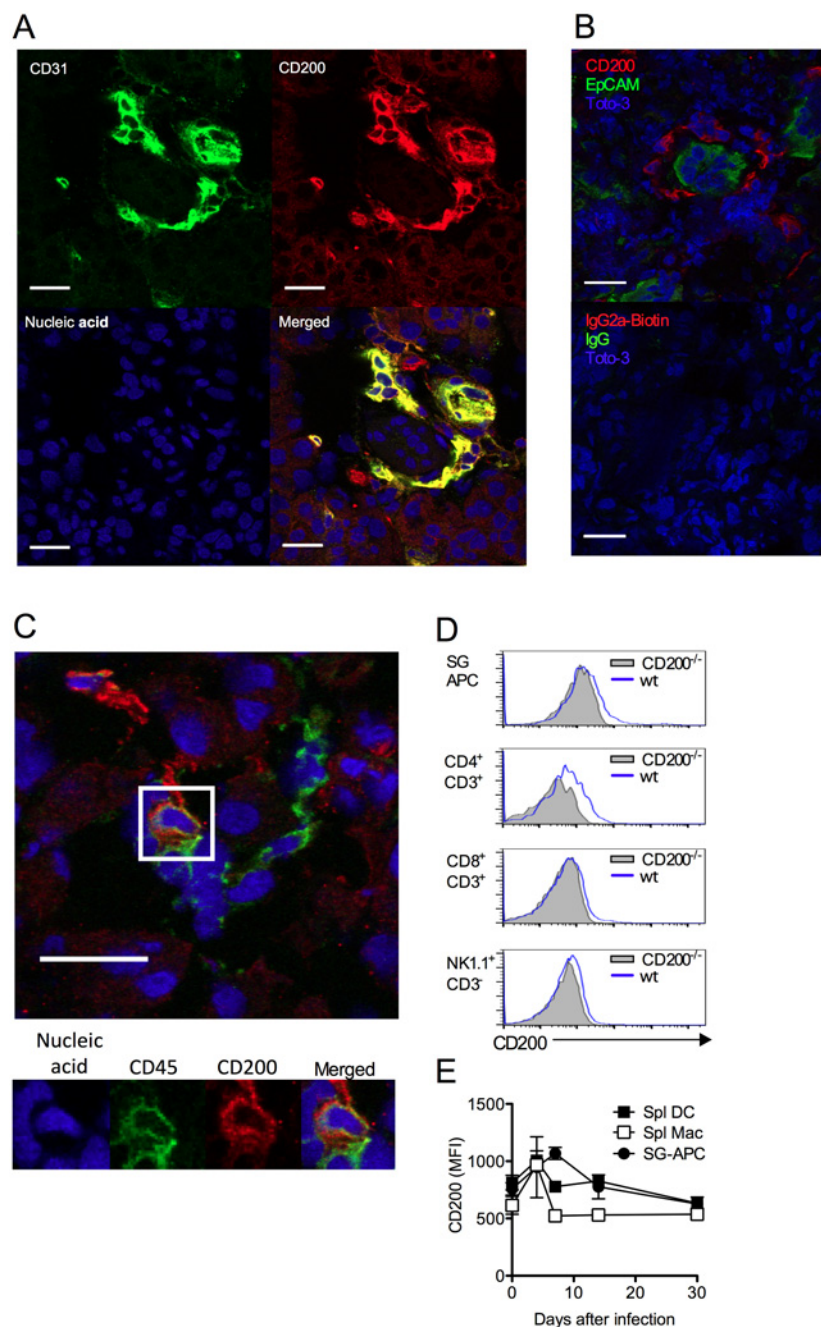 A
CD31
CD200
Nucleic acid
Merged
B
CD200
EpCAM
Toto-3
IgG2a-Biotin
IgG
Toto-3
C
Nucleic
acid
CD45
CD200
Merged
D
SG
APC
CD200-/-
wt
CD4+
CD3+
CD200-/-
wt
CD8+
CD3+
CD200-/-
wt
NK1.1+
CD3-
CD200-/-
wt
CD200
E
CD200 (MFI)
1500
1000
500
0
Spl DC
Spl Mac
SG-APC
0 10 20 30
Days after infection